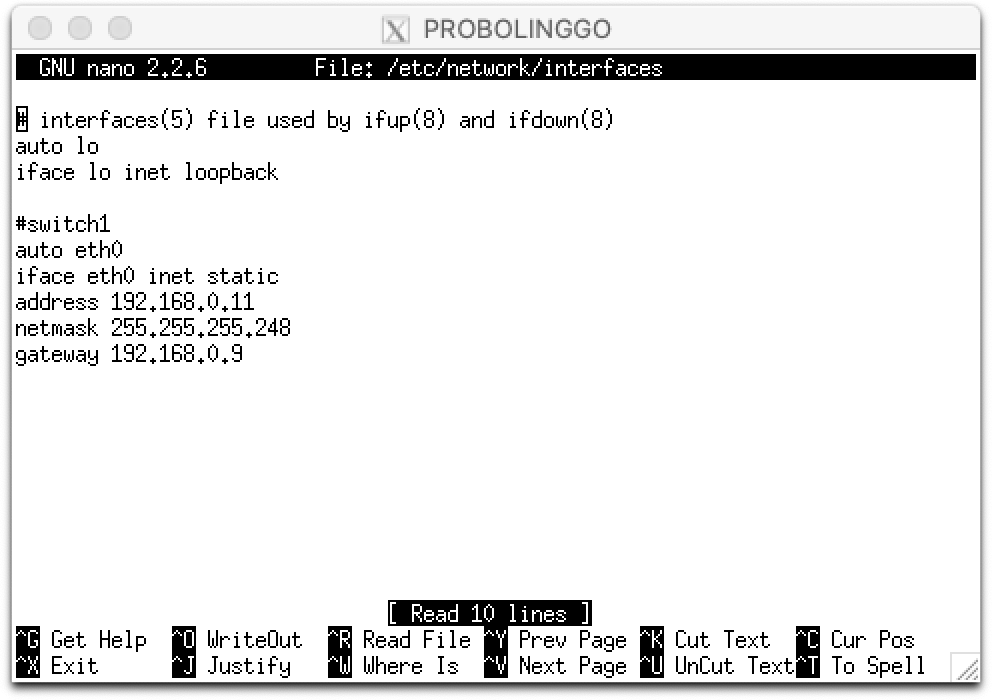 PROBOLINGGO
GNU nano 2.2.6 File: /etc/network/interfaces
# interfaces(5) file used by ifup(8) and ifdown(8)
auto lo
iface lo inet loopback
#switch1
auto eth0
iface eth0 inet static
address 192.168.0.11
netmask 255.255.255.248
gateway 192.168.0.9
[ Read 10 lines ]
^G Get Help ^O WriteOut ^R Read File ^Y Prev Page ^K Cut Text ^C Cur Pos
^X Exit ^J Justify ^W Where Is ^V Next Page ^U UnCut Text ^T To Spell